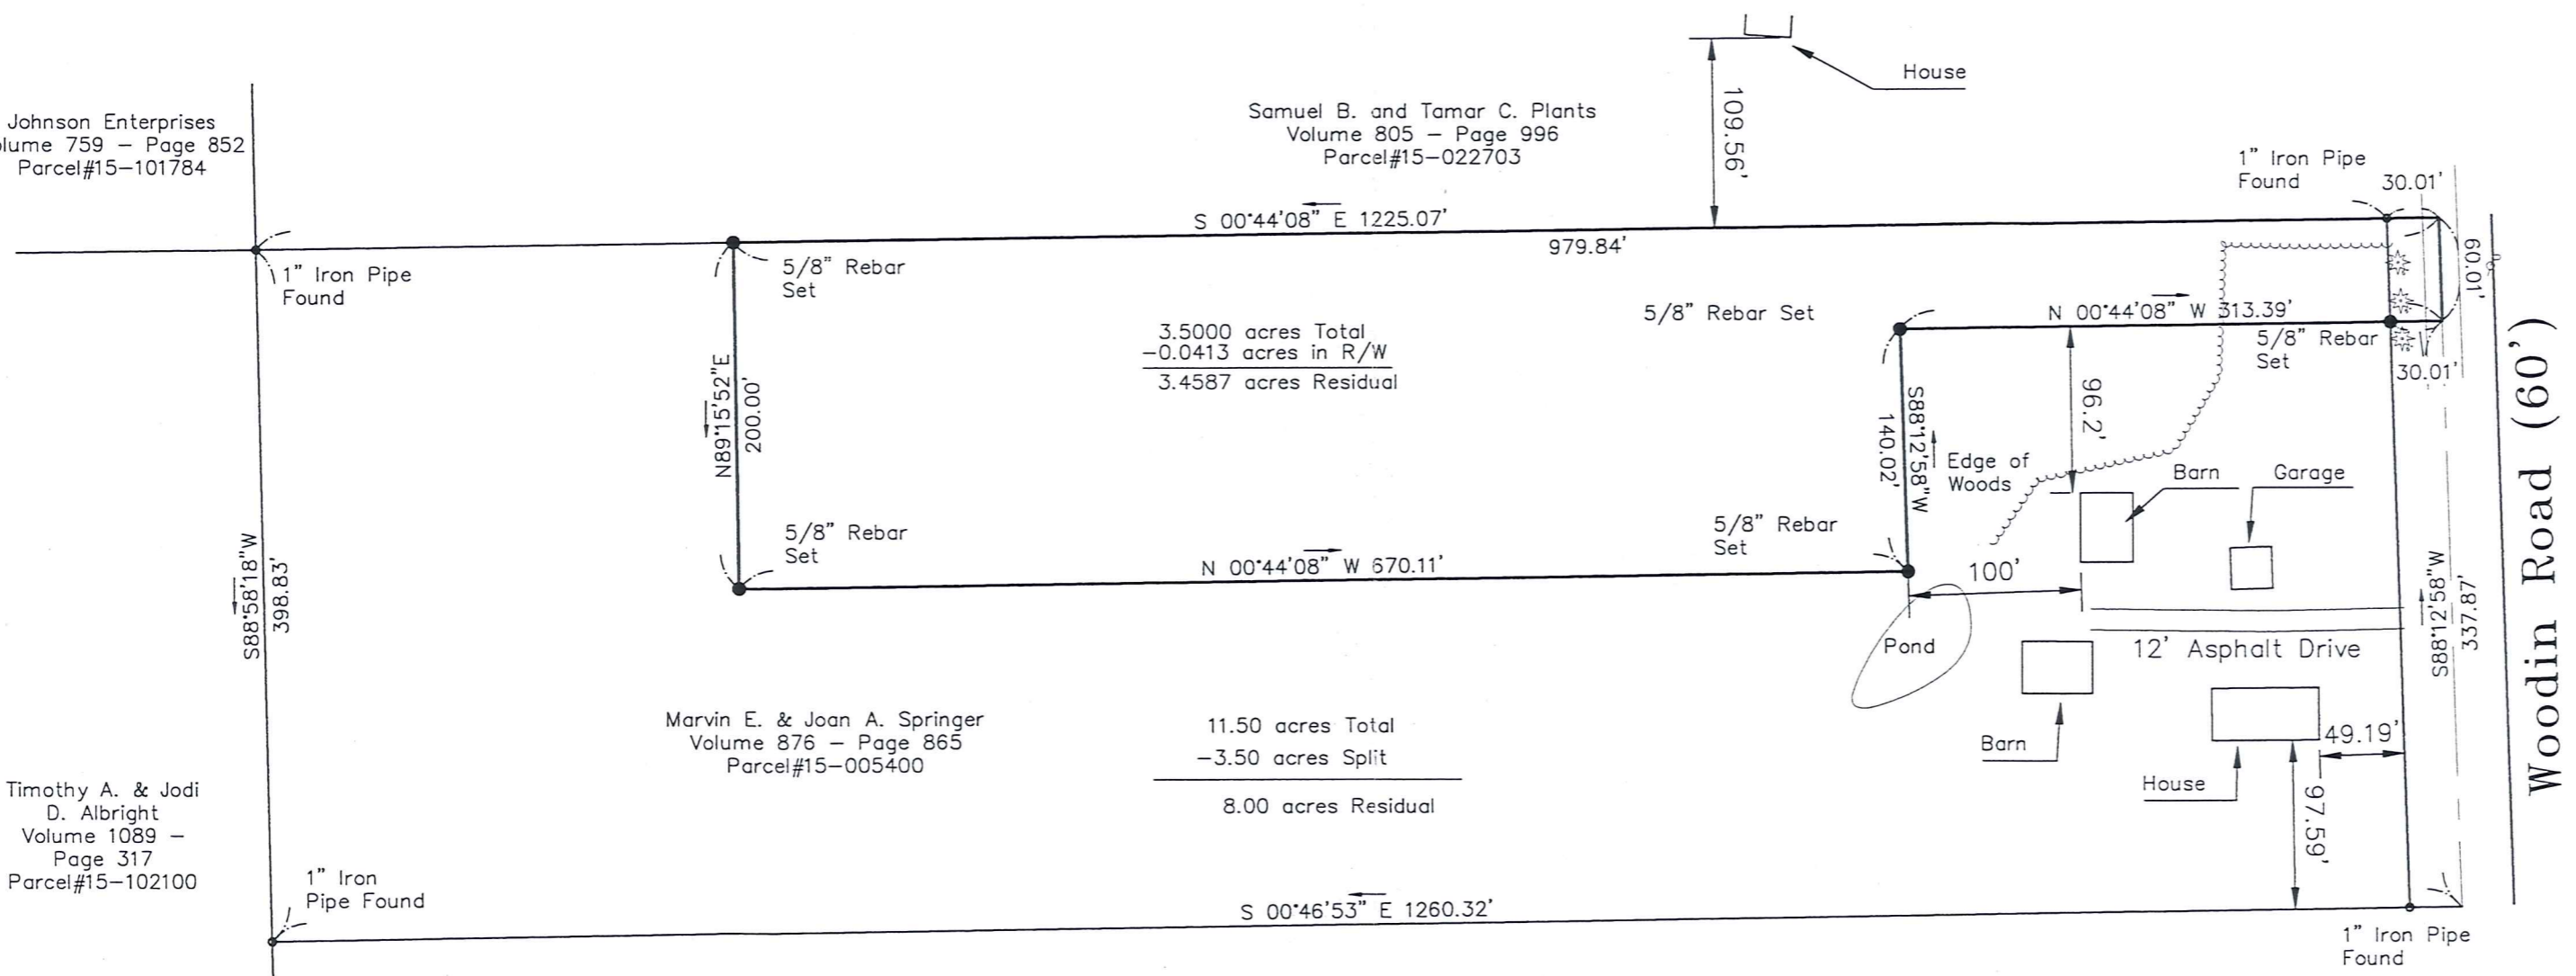 House
109.56'
Johnson Enterprises
Volume 759 – Page 852
Parcel#15–101784
Samuel B. and Tamar C. Plants
Volume 805 – Page 996
Parcel#15–022703
1" Iron Pipe
Found
30.01'
60.01'
S 00°44'08" E 1225.07'
979.84'
1" Iron Pipe
Found
5/8" Rebar
Set
N89°15'52"E
200.00'
3.5000 acres Total
–0.0413 acres in R/W
3.4587 acres Residual
5/8" Rebar Set
N 00°44'08" W 313.39'
5/8" Rebar
Set
30.01'
S88°12'58"W
140.02'
96.2'
Edge of
Woods
Barn
Garage
5/8" Rebar
Set
5/8" Rebar
Set
N 00°44'08" W 670.11'
100'
S88°58'18"W
398.83'
Pond
12' Asphalt Drive
S88°12'58"W
337.87'
Woodin Road (60')
Marvin E. & Joan A. Springer
Volume 876 – Page 865
Parcel#15–005400
11.50 acres Total
–3.50 acres Split
8.00 acres Residual
Barn
House
49.19'
97.59'
Timothy A. & Jodi
D. Albright
Volume 1089 –
Page 317
Parcel#15–102100
1" Iron
Pipe Found
S 00°46'53" E 1260.32'
1" Iron Pipe
Found